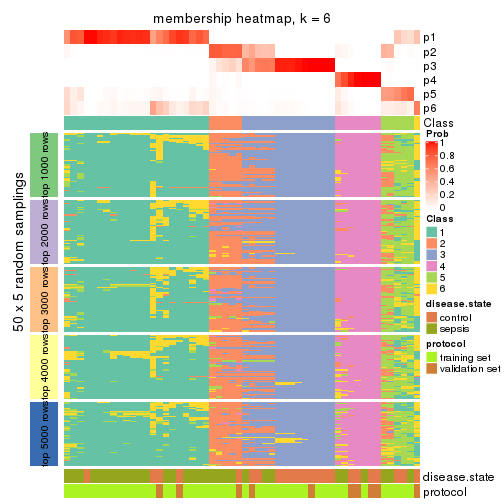 membership heatmap, k = 6
p1
p2
p3
p4
p5
p6
Class
50 x 5 random samplings
top 1000 rows
top 2000 rows
top 3000 rows
top 4000 rows
top 5000 rows
Prob
1
0.8
0.6
0.4
0.2
0
Class
1
2
3
4
5
6
disease.state
control
sepsis
protocol
training set
validation set
disease.state
protocol